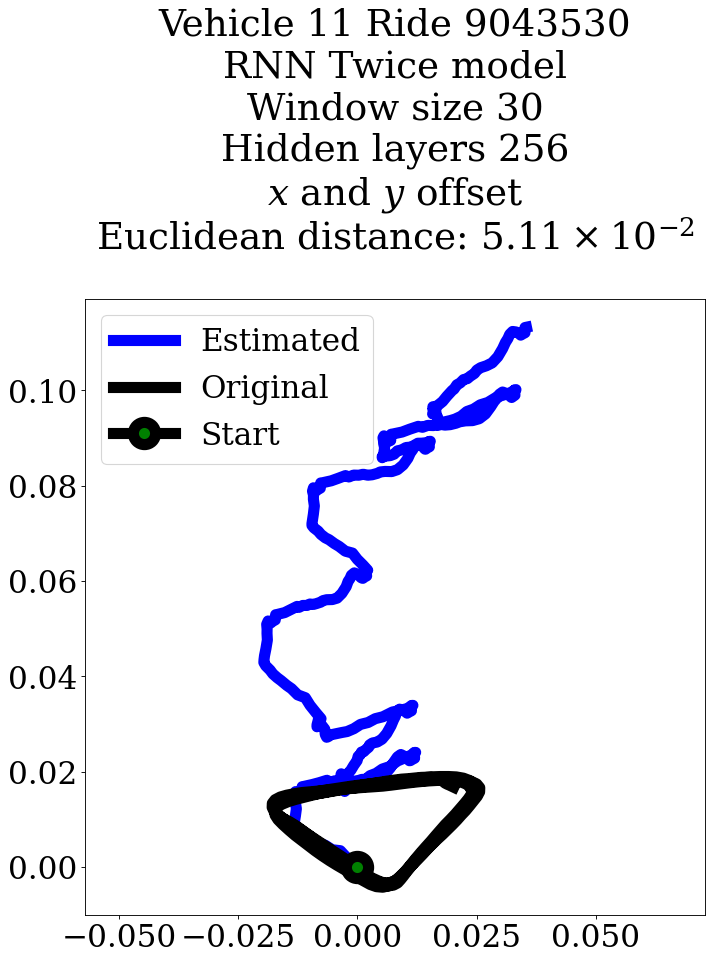 Vehicle 11 Ride 9043530
RNN Twice model
Window size 30
Hidden layers 256
x and y offset
Euclidean distance: 5.11 × 10⁻²
Estimated
Original
Start
0.10
0.08
0.06
0.04
0.02
0.00
−0.050 −0.025 0.000 0.025 0.050